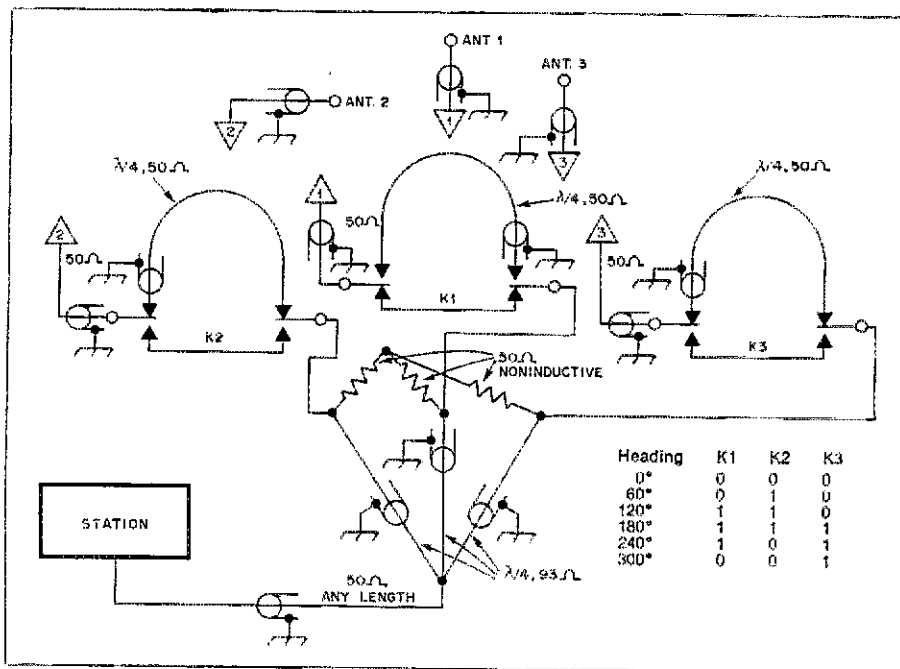 ANT. 1
ANT. 3
ANT. 2
2
1
3
λ/4, 50Ω
λ/4, 50Ω
λ/4, 50Ω
2
1
3
50Ω
50Ω
50Ω
K2
K1
K3
50Ω
NONINDUCTIVE
STATION
50Ω
ANY LENGTH
λ/4, 93Ω
Heading K1 K2 K3
0° 0 0 0
60° 0 1 0
120° 1 1 0
180° 1 1 1
240° 1 0 1
300° 0 0 1